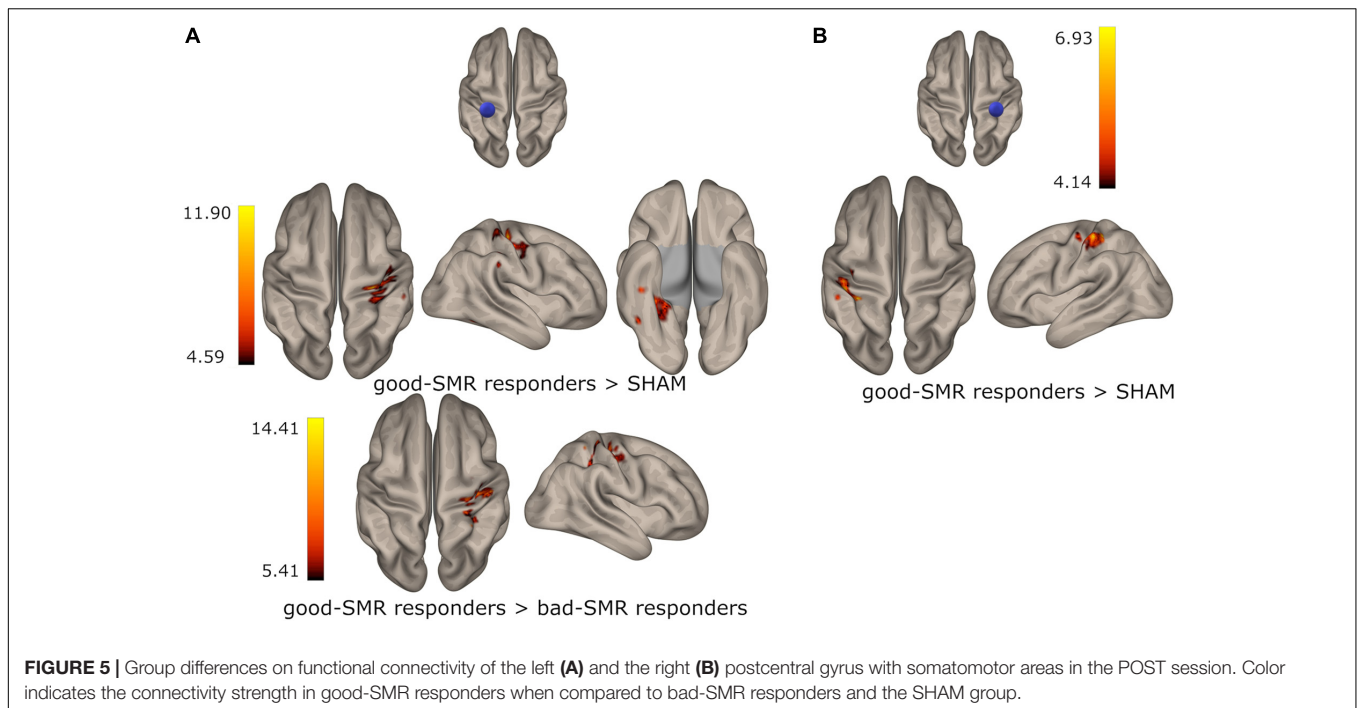 A
B
6.93
4.14
11.90
4.59
good-SMR responders > SHAM
good-SMR responders > SHAM
14.41
5.41
good-SMR responders > bad-SMR responders
FIGURE 5 | Group differences on functional connectivity of the left (A) and the right (B) postcentral gyrus with somatomotor areas in the POST session. Color
indicates the connectivity strength in good-SMR responders when compared to bad-SMR responders and the SHAM group.